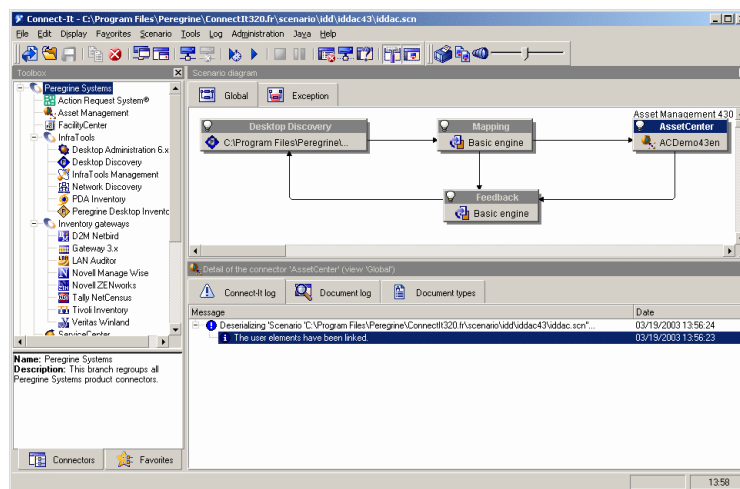 Connect-It - C:\Program Files\Peregrine\ConnectIt320.fr\scenario\idd\iddac43\iddac.scn
File Edit Display Favorites Scenario Tools Log Administration Java Help
Toolbox
Peregrine Systems
Action Request System®
Asset Management
FacilityCenter
InfraTools
Desktop Administration 6.x
Desktop Discovery
InfraTools Management
Network Discovery
PDA Inventory
Peregrine Desktop Invento
Inventory gateways
D2M Netbird
Gateway 3.x
LAN Auditor
Novell Manage Wise
Novell ZENworks
Tally NetCensus
Tivoli Inventory
Veritas Winland
ServiceCenter
Name: Peregrine Systems
Description: This branch regroups all
Peregrine Systems product connectors.
Connectors Favorites
Scenario diagram
Global Exception
Asset Management 430
Desktop Discovery
C:\Program Files\Peregrine\...
Mapping
Basic engine
AssetCenter
ACDemo43en
Feedback
Basic engine
Detail of the connector 'AssetCenter' (view 'Global')
Connect-It log Document log Document types
Message Date
Deserializing 'Scenario 'C:\Program Files\Peregrine\ConnectIt320.fr\scenario\idd\iddac43\iddac.scn''... 03/19/2003 13:56:24
The user elements have been linked. 03/19/2003 13:56:23
13:58